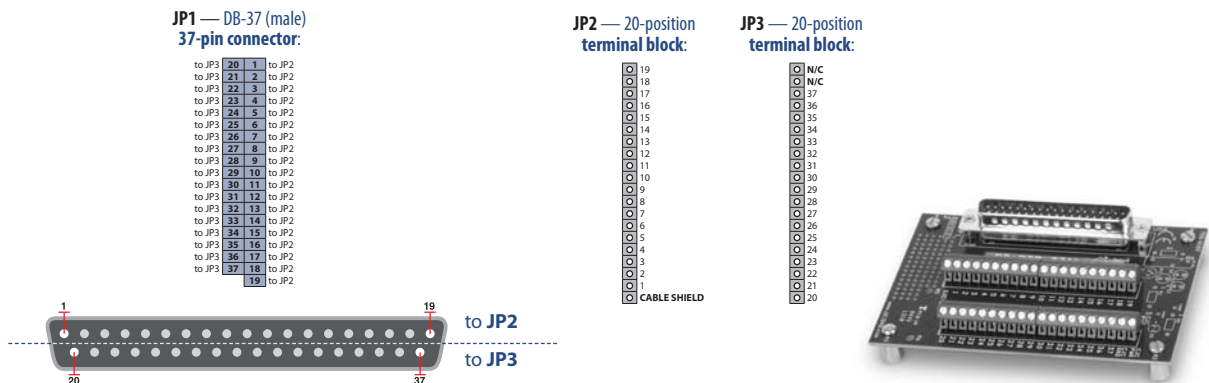 JP1 — DB-37 (male)
37-pin connector:
to JP3 20 1 to JP2
to JP3 21 2 to JP2
to JP3 22 3 to JP2
to JP3 23 4 to JP2
to JP3 24 5 to JP2
to JP3 25 6 to JP2
to JP3 26 7 to JP2
to JP3 27 8 to JP2
to JP3 28 9 to JP2
to JP3 29 10 to JP2
to JP3 30 11 to JP2
to JP3 31 12 to JP2
to JP3 32 13 to JP2
to JP3 33 14 to JP2
to JP3 34 15 to JP2
to JP3 35 16 to JP2
to JP3 36 17 to JP2
to JP3 37 18 to JP2
19 to JP2
1 19
to JP2
to JP3
20 37
JP2 — 20-position
terminal block:
19
18
17
16
15
14
13
12
11
10
9
8
7
6
5
4
3
2
1
CABLE SHIELD
JP3 — 20-position
terminal block:
N/C
N/C
37
36
35
34
33
32
31
30
29
28
27
26
25
24
23
22
21
20